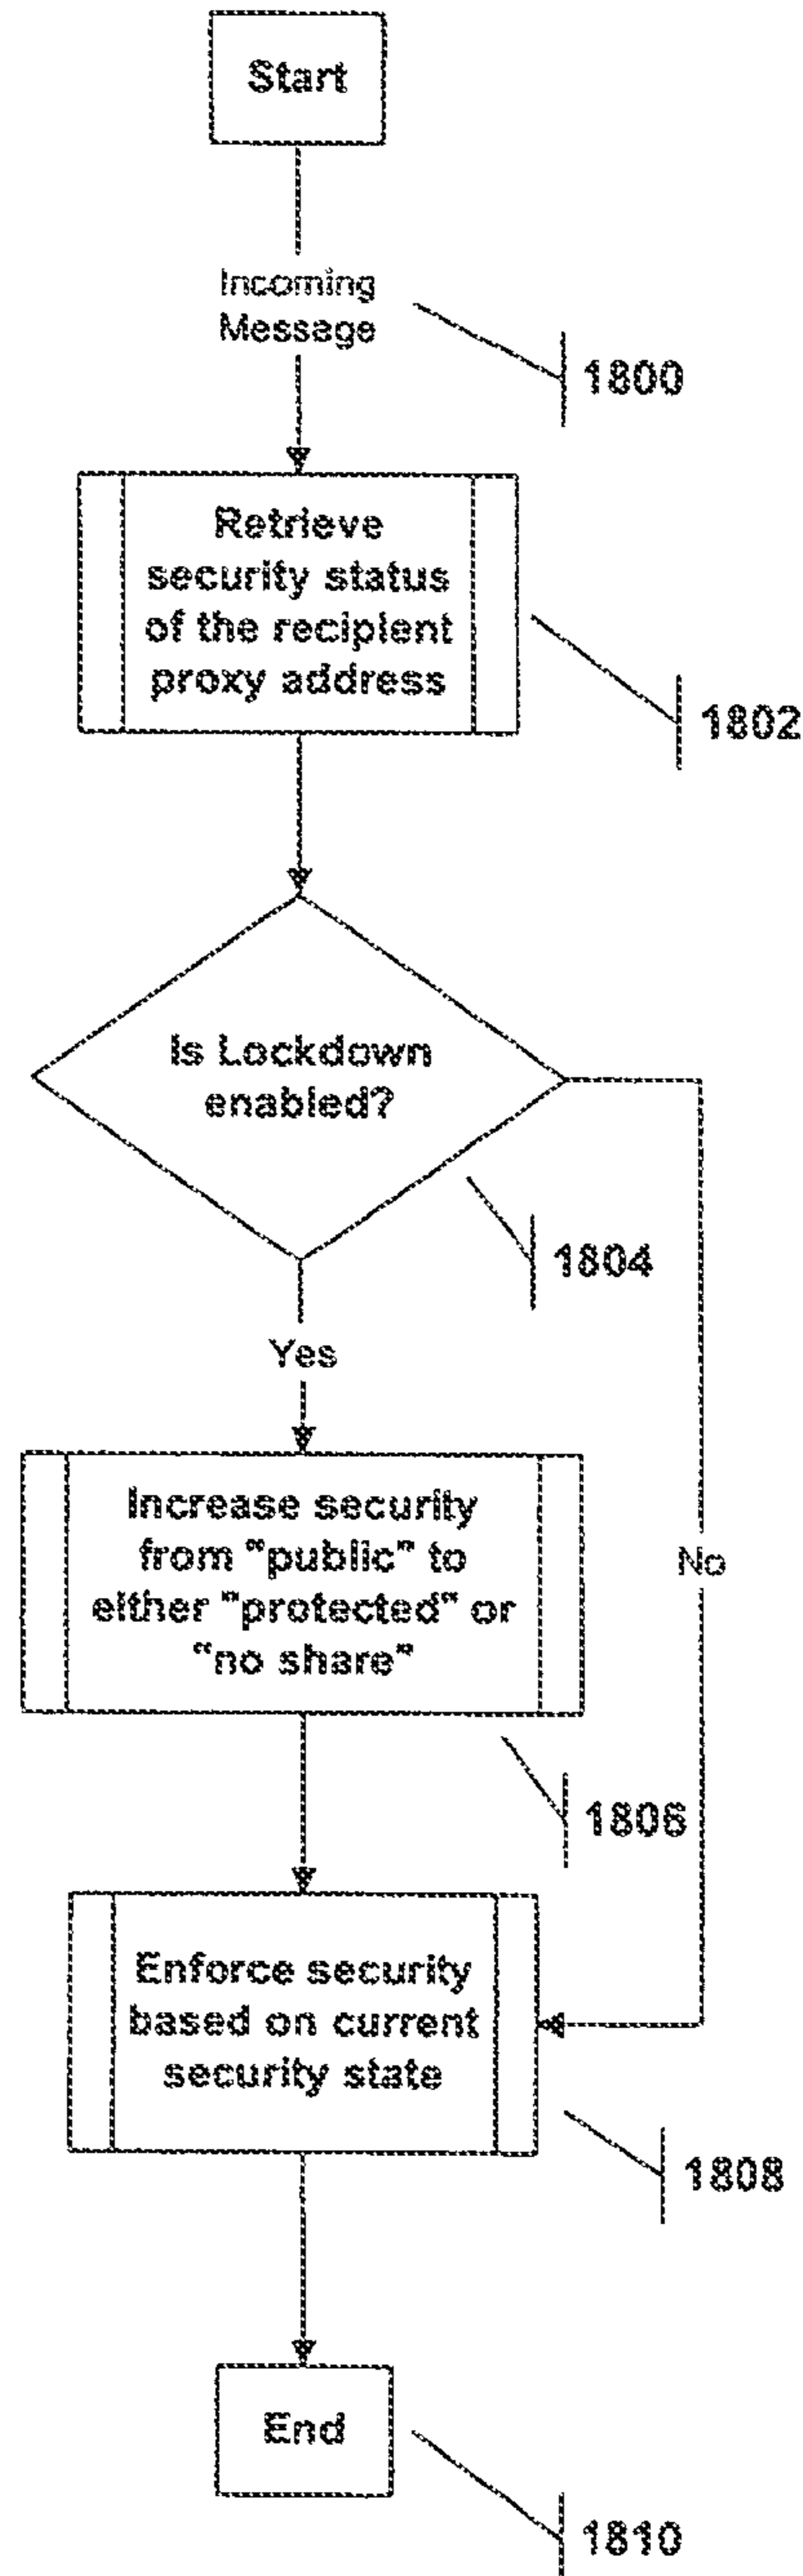 Start
Incoming
Message
1800
Retrieve
security status
of the recipient
proxy address
1802
Is Lockdown
enabled?
1804
Yes
Increase security
from "public" to
either "protected" or
"no share"
No
1806
Enforce security
based on current
security state
1808
End
1810